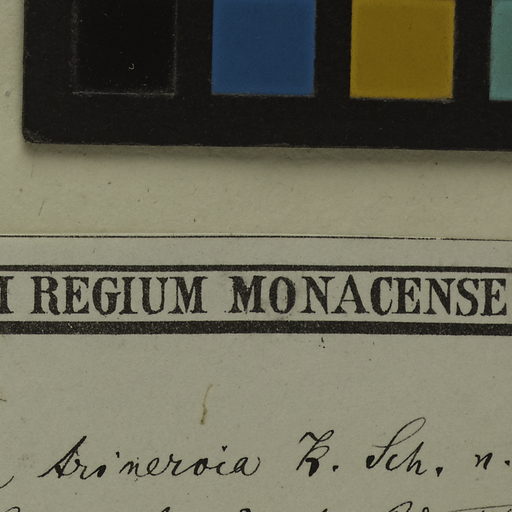 REGIUM MONACENSE
trinervia K. Sch. n.